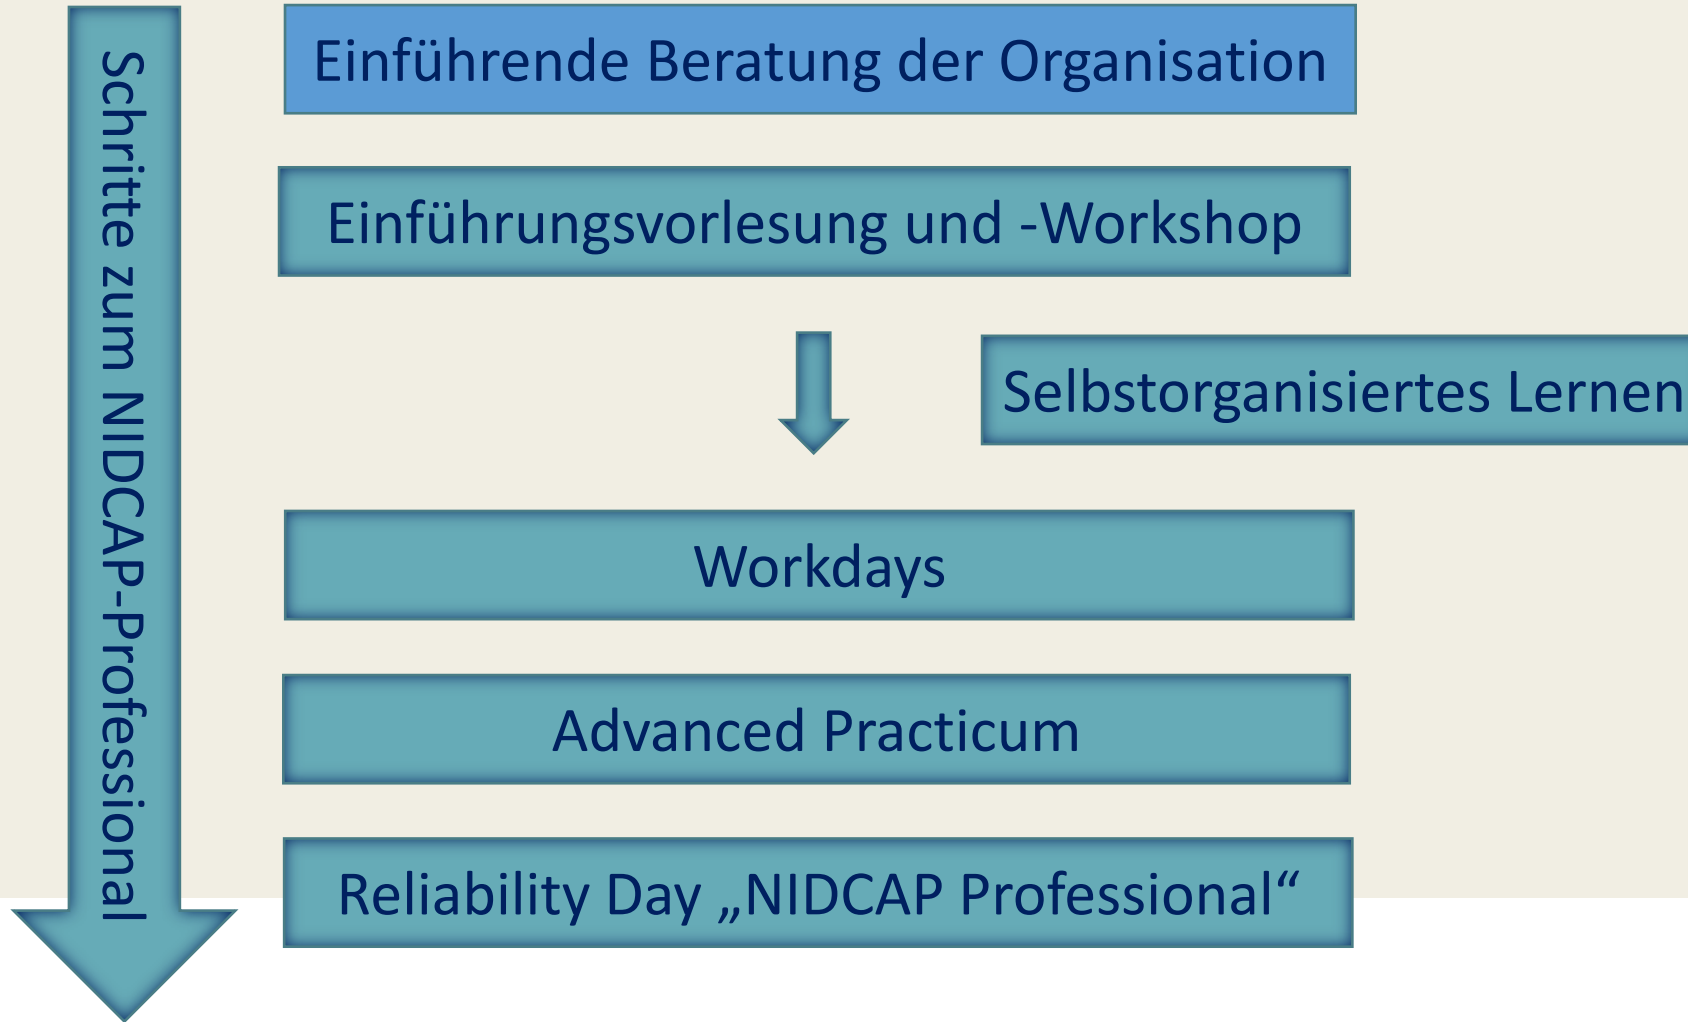 Schritte zum NIDCAP-Professional
Einführende Beratung der Organisation
Einführungsvorlesung und -Workshop
Selbstorganisiertes Lernen
Workdays
Advanced Practicum
Reliability Day „NIDCAP Professional“